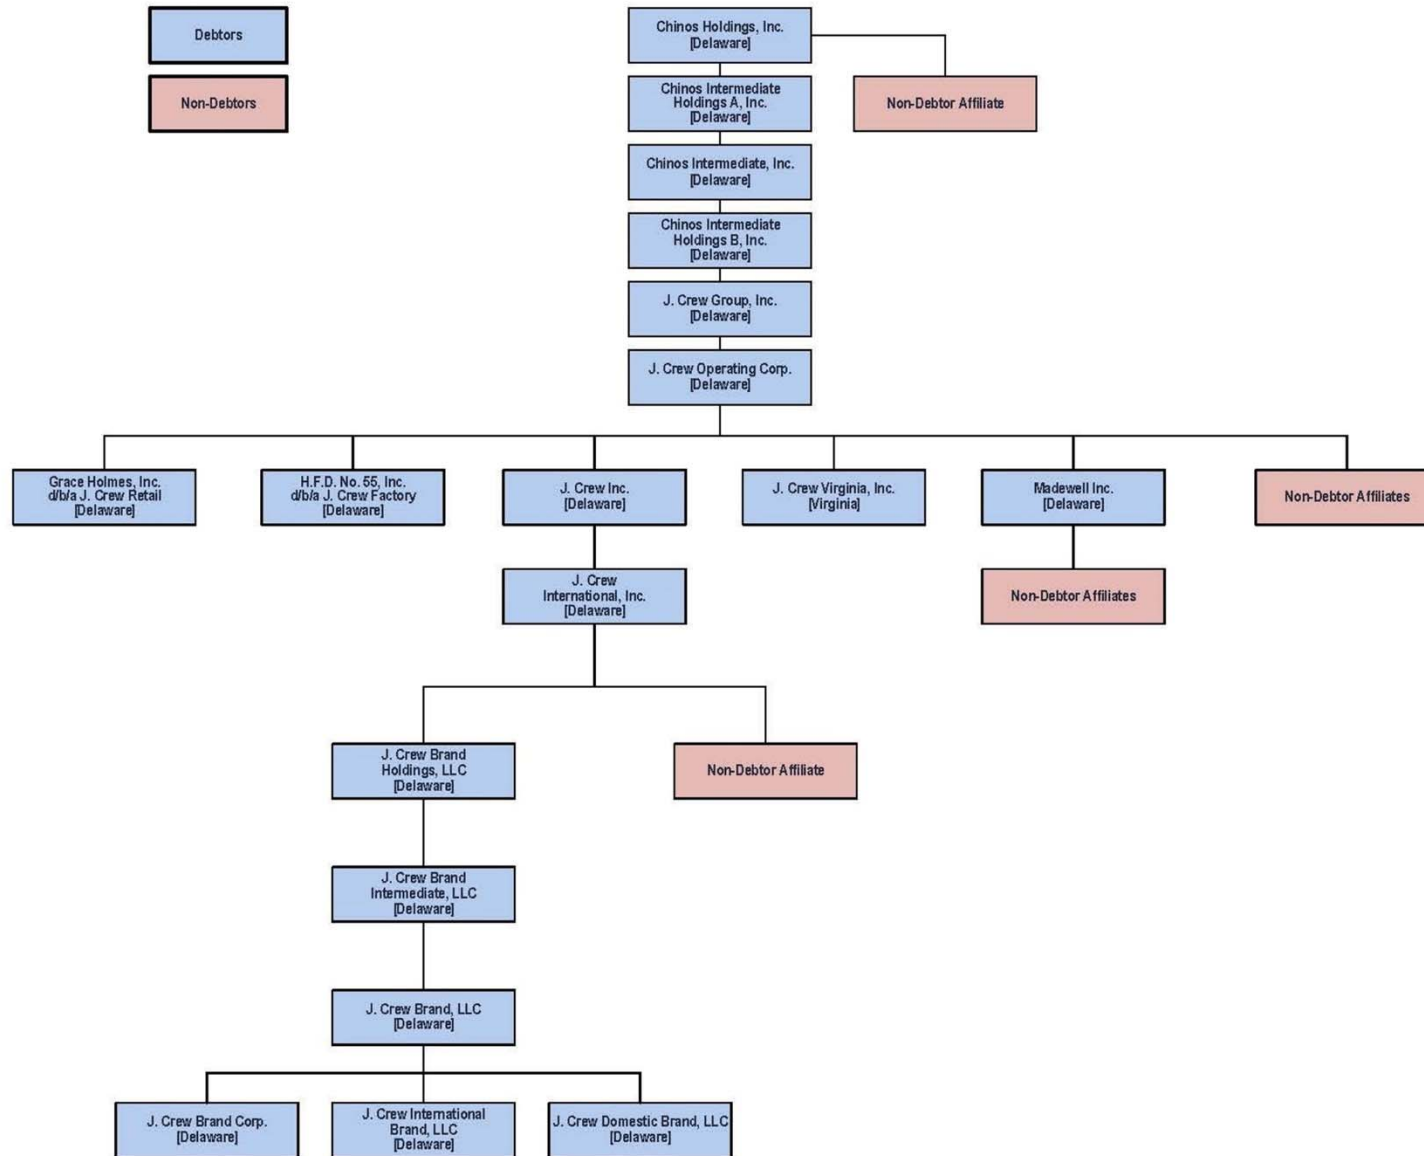 Debtors
Non-Debtors
Chinos Holdings, Inc.
[Delaware]
Chinos Intermediate
Holdings A, Inc.
[Delaware]
Non-Debtor Affiliate
Chinos Intermediate, Inc.
[Delaware]
Chinos Intermediate
Holdings B, Inc.
[Delaware]
J. Crew Group, Inc.
[Delaware]
J. Crew Operating Corp.
[Delaware]
Grace Holmes, Inc.
d/b/a J. Crew Retail
[Delaware]
H.F.D. No. 55, Inc.
d/b/a J. Crew Factory
[Delaware]
J. Crew Inc.
[Delaware]
J. Crew Virginia, Inc.
[Virginia]
Madewell Inc.
[Delaware]
Non-Debtor Affiliates
J. Crew
International, Inc.
[Delaware]
Non-Debtor Affiliates
J. Crew Brand
Holdings, LLC
[Delaware]
Non-Debtor Affiliate
J. Crew Brand
Intermediate, LLC
[Delaware]
J. Crew Brand, LLC
[Delaware]
J. Crew Brand Corp.
[Delaware]
J. Crew International
Brand, LLC
[Delaware]
J. Crew Domestic Brand, LLC
[Delaware]